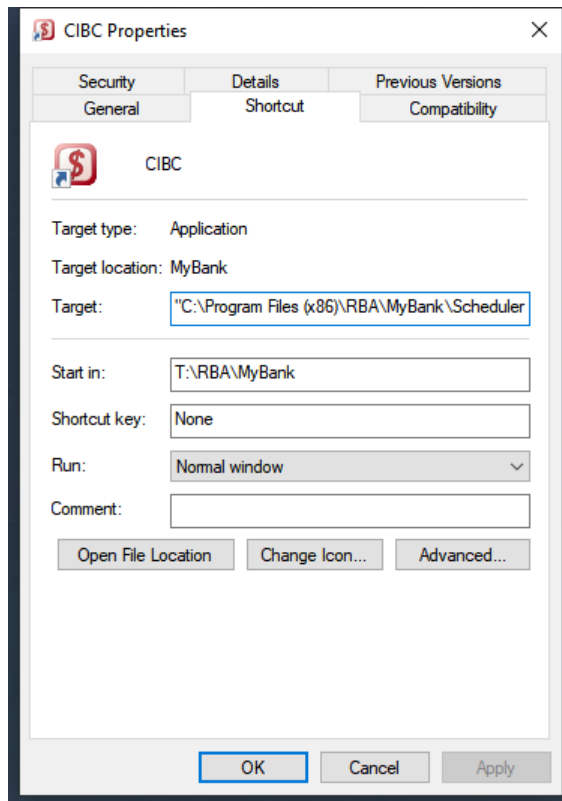 CIBC Properties
Security Details Previous Versions
General Shortcut Compatibility
CIBC
Target type: Application
Target location: MyBank
Target: "C:\Program Files (x86)\RBA\MyBank\Scheduler
Start in: T:\RBA\MyBank
Shortcut key: None
Run: Normal window
Comment:
Open File Location Change Icon... Advanced...
OK Cancel Apply